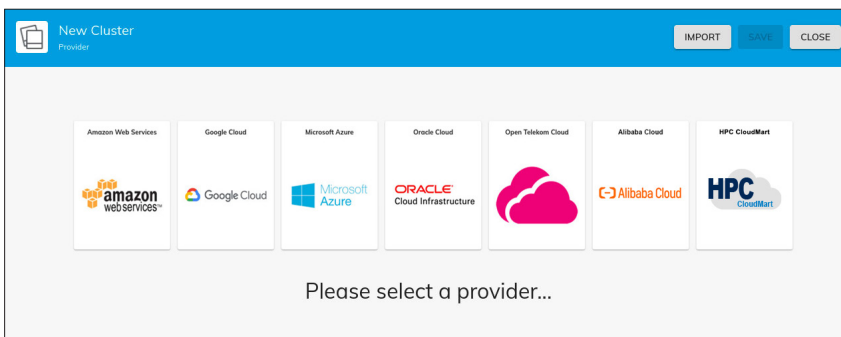 New Cluster
Provider
IMPORT
SAVE
CLOSE
Amazon Web Services
Google Cloud
Microsoft Azure
Oracle Cloud
Open Telekom Cloud
Alibaba Cloud
HPC CloudMart
amazon
web services™
Google Cloud
Microsoft
Azure
ORACLE®
Cloud Infrastructure
Alibaba Cloud
HPC
CloudMart
Please select a provider...